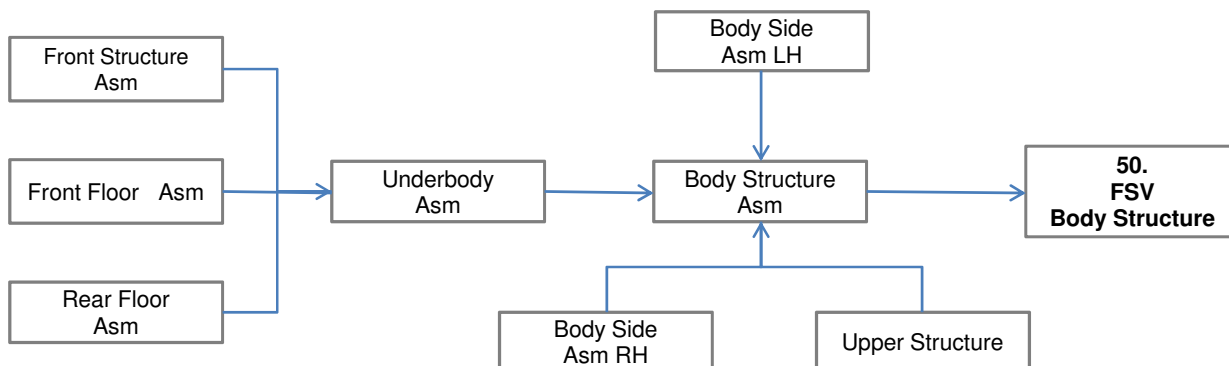 Front Structure
Asm
Front Floor Asm
Rear Floor
Asm
Underbody
Asm
Body Side
Asm LH
Body Structure
Asm
Body Side
Asm RH
Upper Structure
50.
FSV
Body Structure